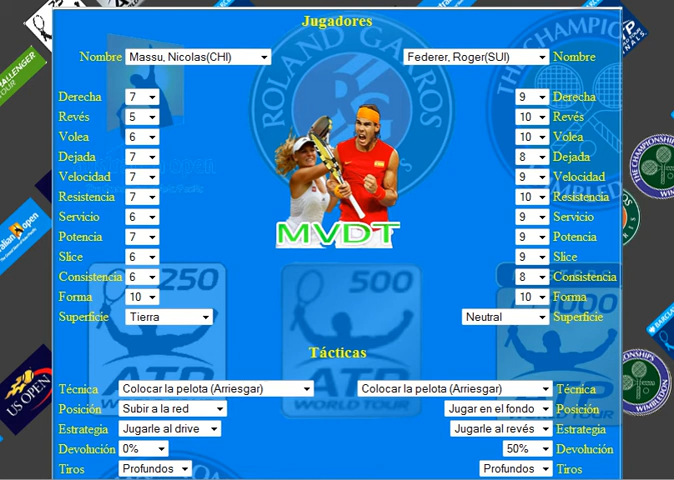 Jugadores
Nombre Massu, Nicolas(CHI) Federer, Roger(SUI) Nombre
Derecha 7 9 Derecha
Revés 5 10 Revés
Volea 6 10 Volea
Dejada 7 8 Dejada
Velocidad 7 9 Velocidad
Resistencia 7 10 Resistencia
Servicio 6 9 Servicio
Potencia 7 9 Potencia
Slice 6 9 Slice
Consistencia 6 8 Consistencia
Forma 10 10 Forma
Superficie Tierra Neutral Superficie
MVDT
ROLAND GARROS
THE CHAMPIONSHIPS
WIMBLEDON
250
500
ATP
WORLD TOUR
Tácticas
Técnica Colocar la pelota (Arriesgar) Colocar la pelota (Arriesgar) Técnica
Posición Subir a la red Jugar en el fondo Posición
Estrategia Jugarle al drive Jugarle al revés Estrategia
Devolución 0% 50% Devolución
Tiros Profundos Profundos Tiros
US OPEN
WIMBLEDON